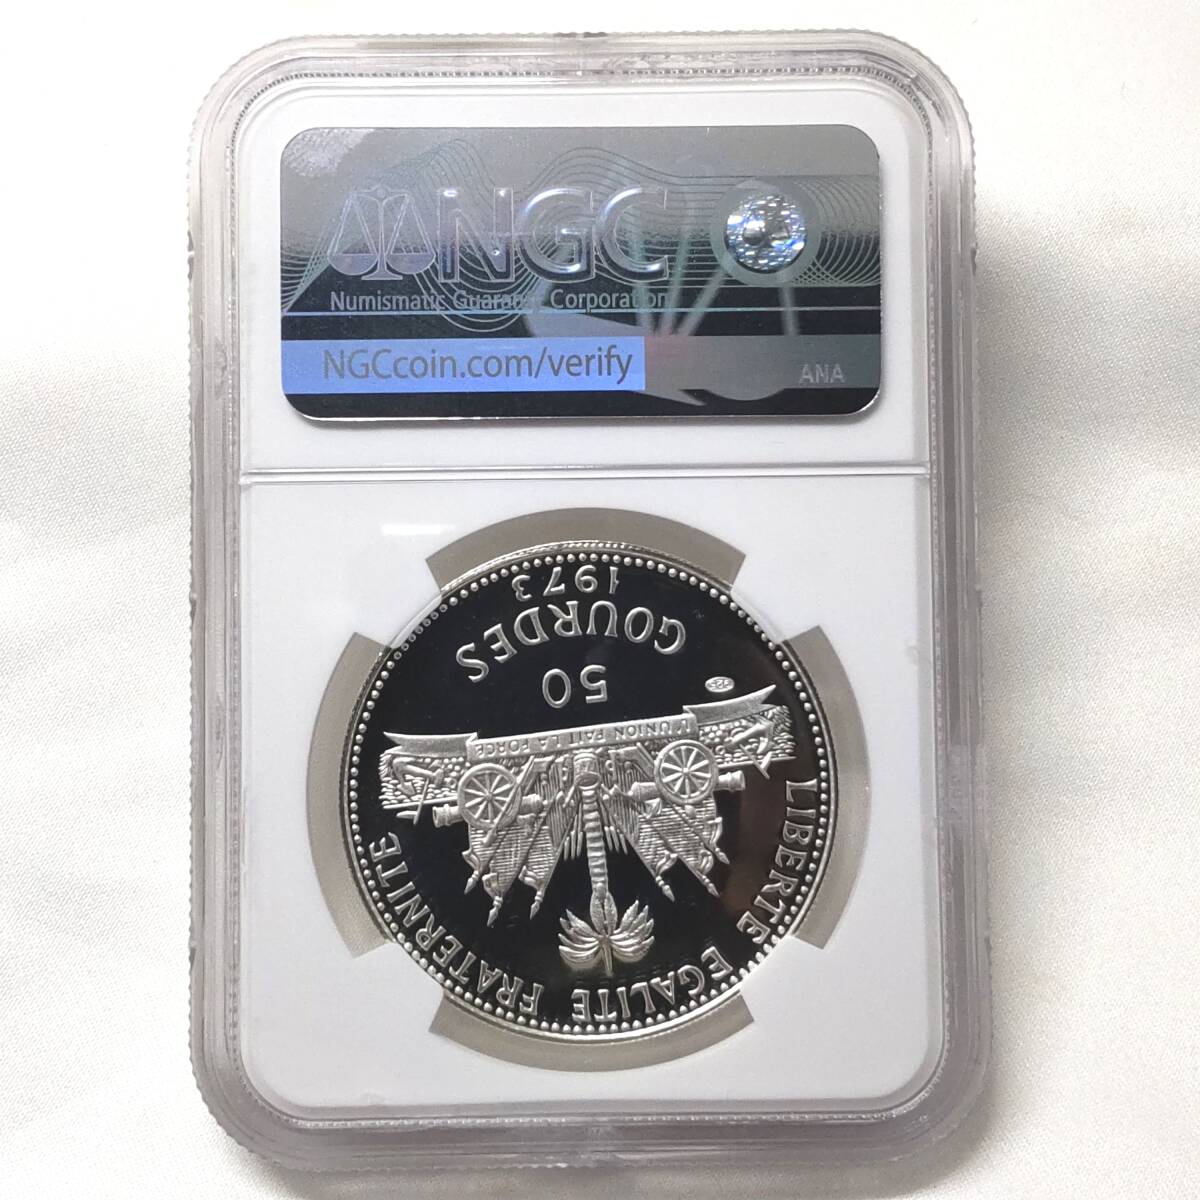 NGC
Numismatic Guaranty Corporation
NGCcoin.com/verify
ANA
1973
GOURDES
50
L'UNION FAIT LA FORCE
LIBERTE EGALITE FRATERNITE